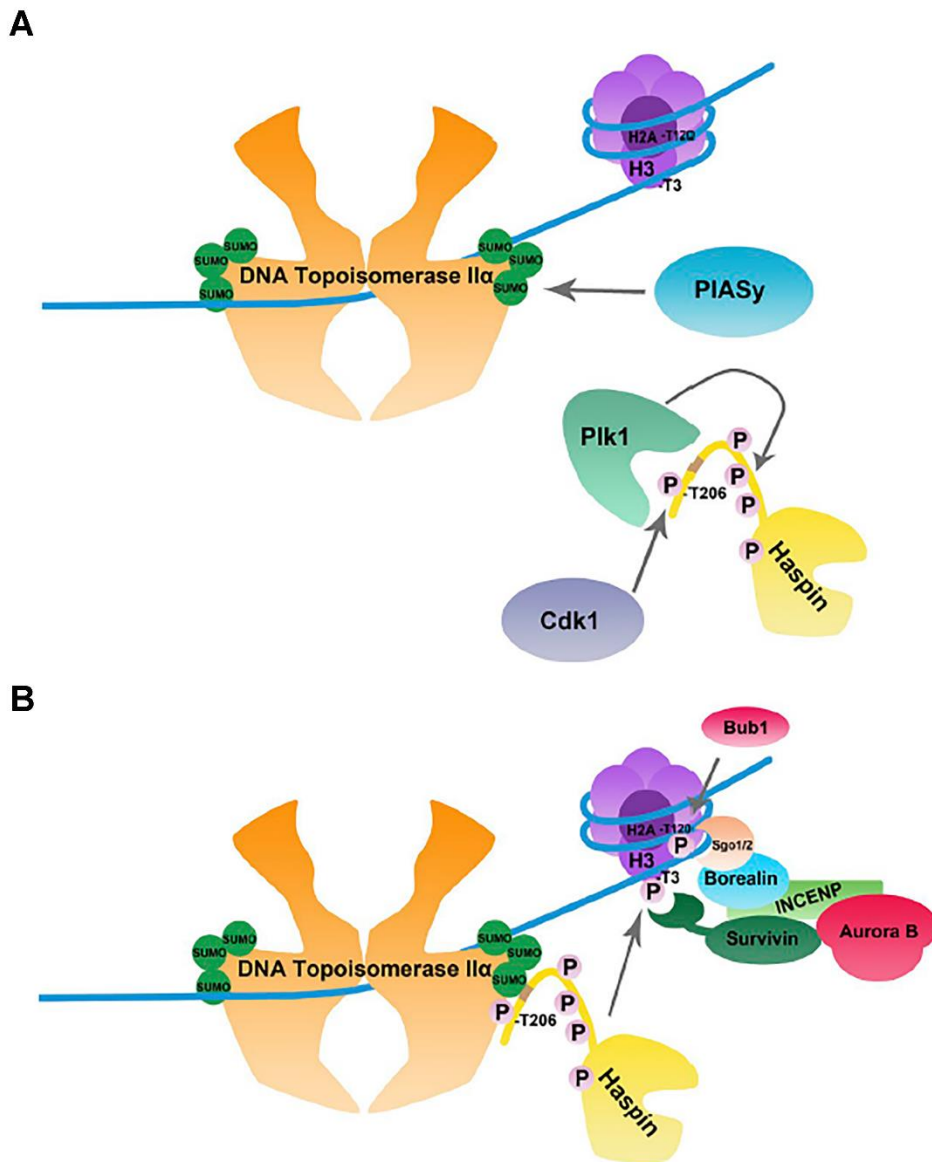 A
H2A -T120
H3
-T3
SUMO
SUMO
SUMO
SUMO
SUMO
SUMO
DNA Topoisomerase IIα
PIASy
Plk1
P
P
P
P
P
-T206
Haspin
Cdk1
B
Bub1
H2A -T120
P
Sgo1/2
H3
-T3
P
Borealin
INCENP
Survivin
Aurora B
SUMO
SUMO
SUMO
SUMO
SUMO
SUMO
DNA Topoisomerase IIα
P
P
P
P
P
-T206
Haspin